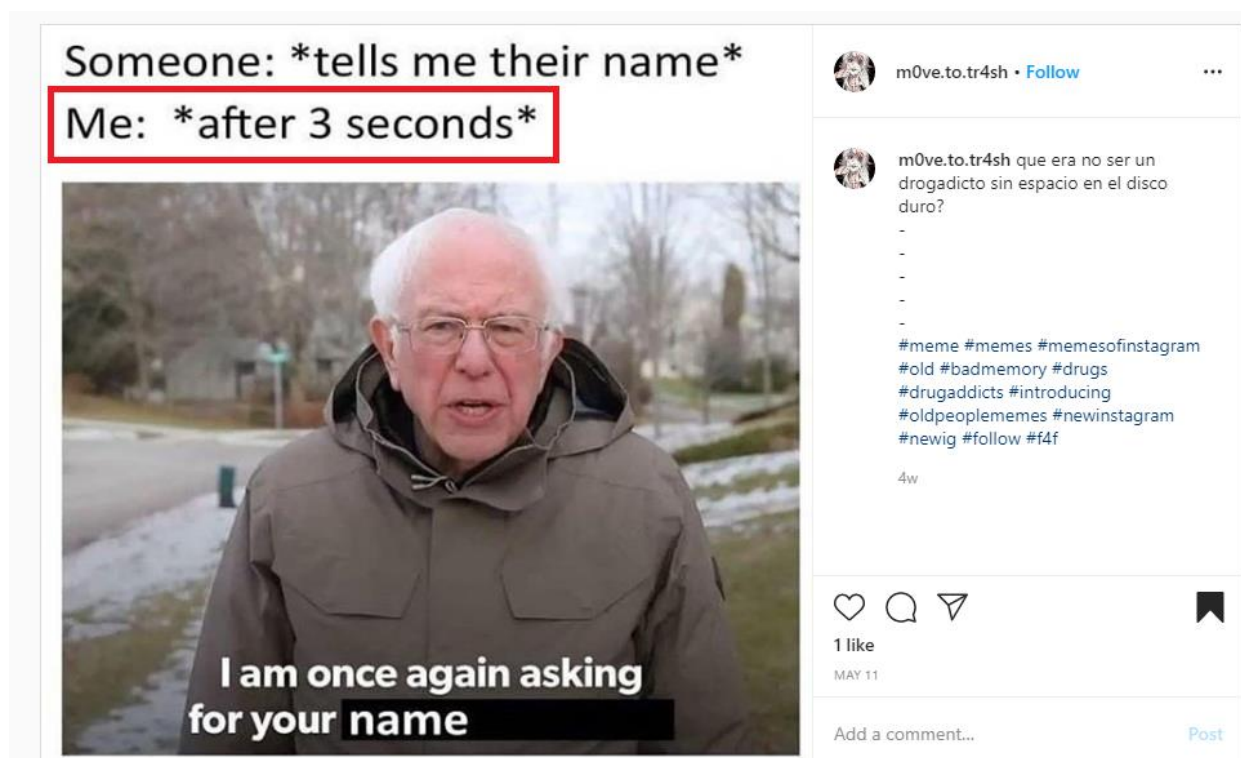 Someone: *tells me their name*
Me: *after 3 seconds*
I am once again asking
for your name
m0ve.to.tr4sh • Follow
m0ve.to.tr4sh que era no ser un
drogadicto sin espacio en el disco
duro?
-
-
-
-
-
#meme #memes #memesofinstagram
#old #badmemory #drugs
#drugaddicts #introducing
#oldpeoplememes #newinstagram
#newig #follow #f4f
4w
1 like
MAY 11
Add a comment...
Post